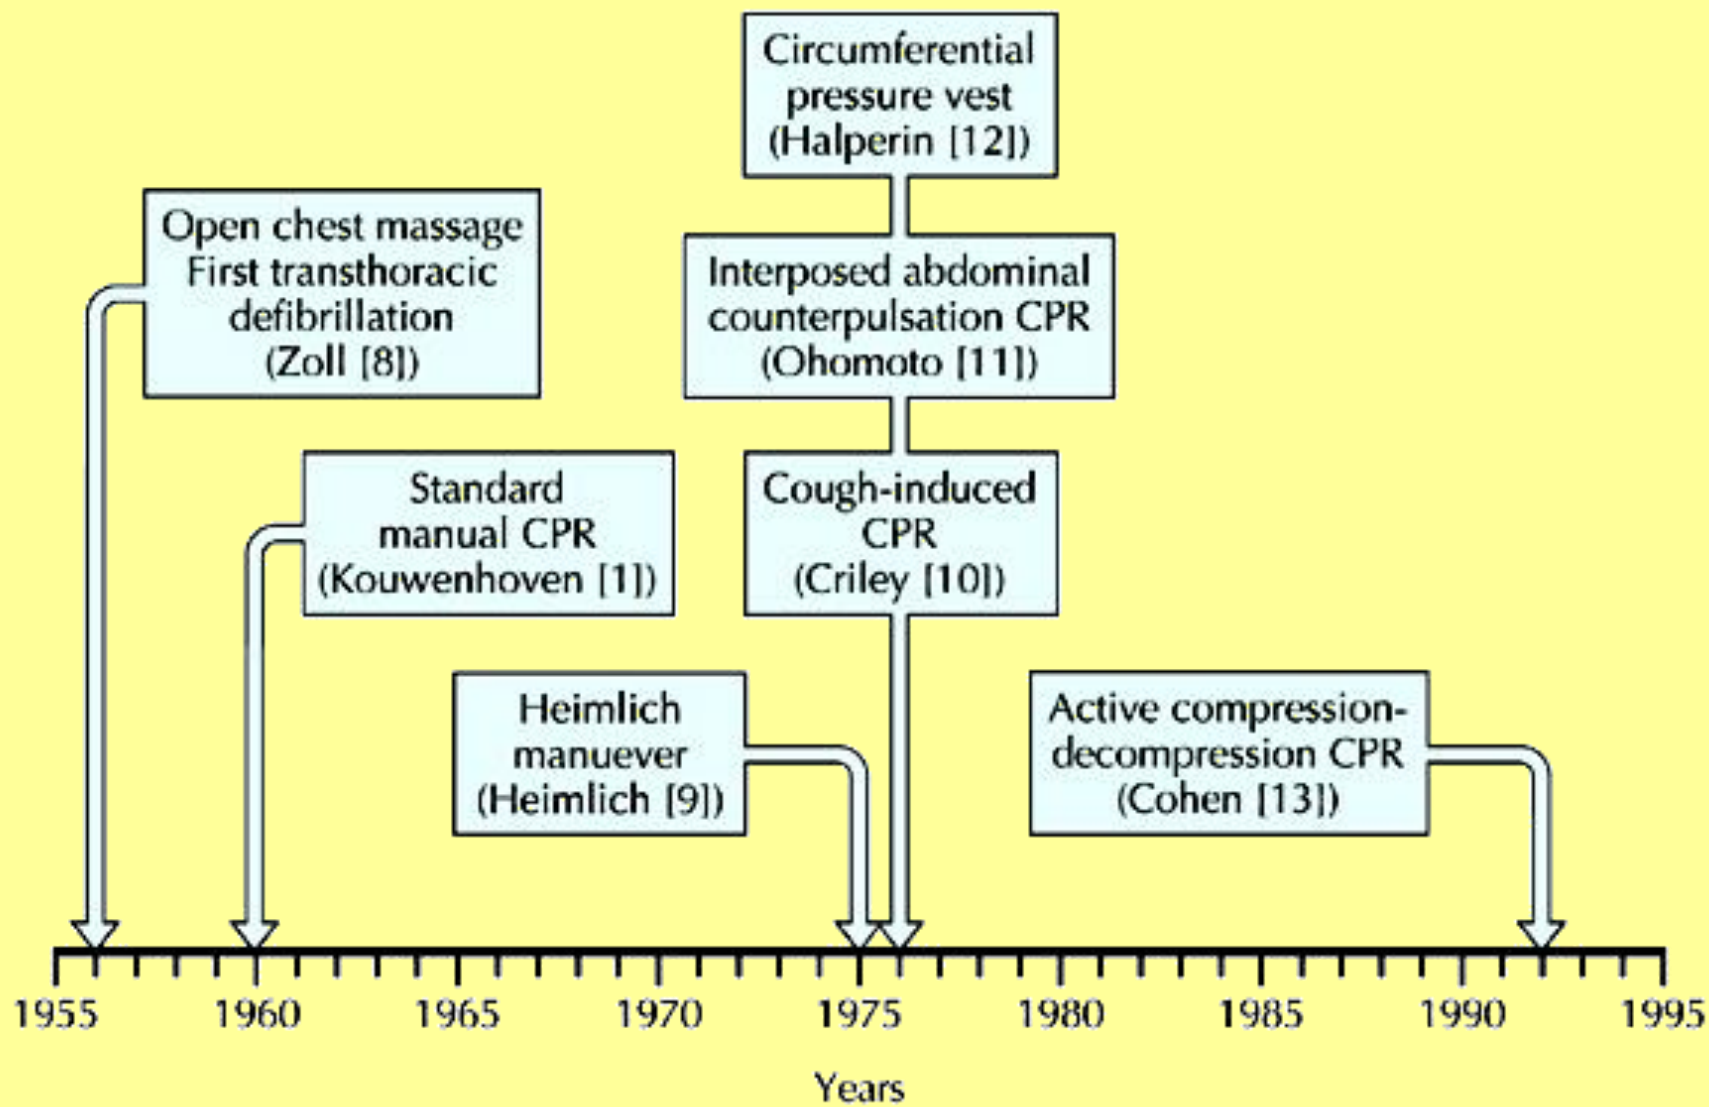 Circumferential
pressure vest
(Halperin [12])
Open chest massage
First transthoracic
defibrillation
(Zoll [8])
Interposed abdominal
counterpulsation CPR
(Ohomoto [11])
Standard
manual CPR
(Kouwenhoven [1])
Cough-induced
CPR
(Criley [10])
Heimlich
manuever
(Heimlich [9])
Active compression-
decompression CPR
(Cohen [13])
1955 1960 1965 1970 1975 1980 1985 1990 1995
Years